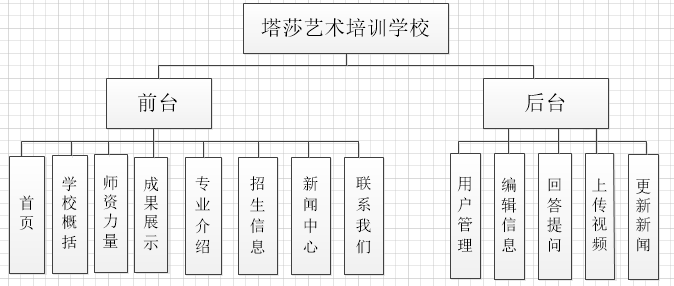 塔莎艺术培训学校
前台
后台
首页
学校概括
师资力量
成果展示
专业介绍
招生信息
新闻中心
联系我们
用户管理
编辑信息
回答提问
上传视频
更新新闻